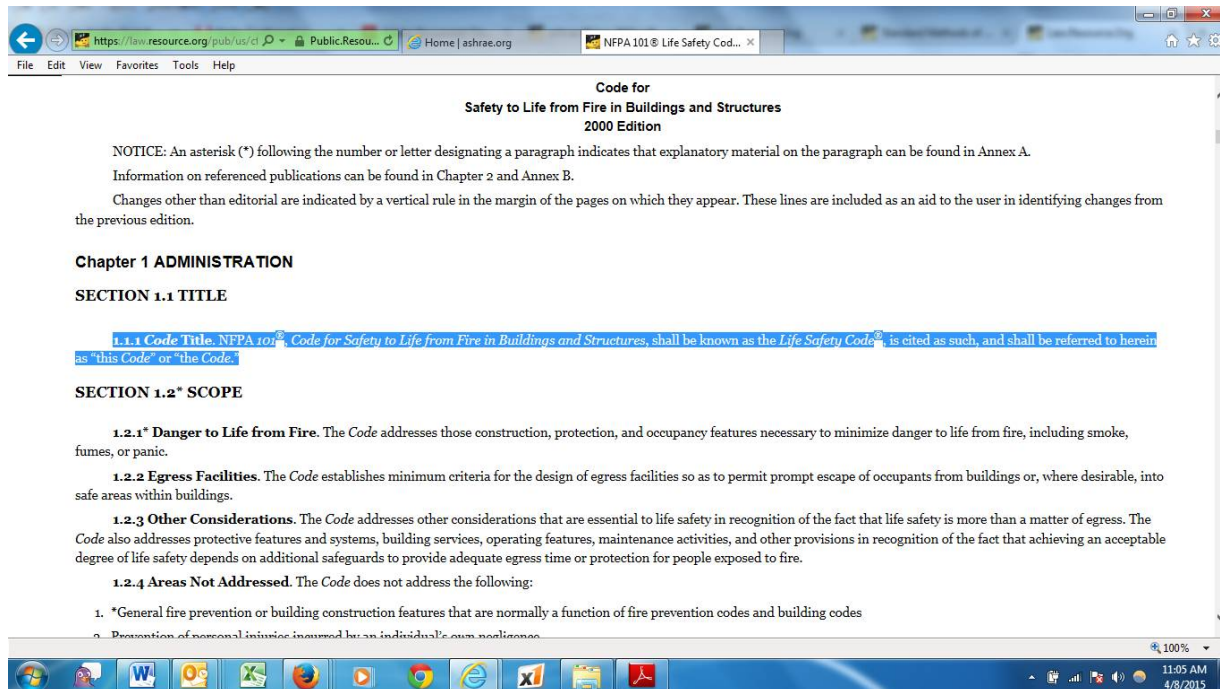 https://law.resource.org/pub/us/cf
Public.Resou...
Home | ashrae.org
NFPA 101® Life Safety Cod...
File Edit View Favorites Tools Help
Code for
Safety to Life from Fire in Buildings and Structures
2000 Edition
NOTICE: An asterisk (*) following the number or letter designating a paragraph indicates that explanatory material on the paragraph can be found in Annex A.
Information on referenced publications can be found in Chapter 2 and Annex B.
Changes other than editorial are indicated by a vertical rule in the margin of the pages on which they appear. These lines are included as an aid to the user in identifying changes from
the previous edition.
Chapter 1 ADMINISTRATION
SECTION 1.1 TITLE
1.1.1 Code Title. NFPA 101®, Code for Safety to Life from Fire in Buildings and Structures, shall be known as the Life Safety Code®, is cited as such, and shall be referred to herein
as “this Code” or “the Code.”
SECTION 1.2* SCOPE
1.2.1* Danger to Life from Fire. The Code addresses those construction, protection, and occupancy features necessary to minimize danger to life from fire, including smoke,
fumes, or panic.
1.2.2 Egress Facilities. The Code establishes minimum criteria for the design of egress facilities so as to permit prompt escape of occupants from buildings or, where desirable, into
safe areas within buildings.
1.2.3 Other Considerations. The Code addresses other considerations that are essential to life safety in recognition of the fact that life safety is more than a matter of egress. The
Code also addresses protective features and systems, building services, operating features, maintenance activities, and other provisions in recognition of the fact that achieving an acceptable
degree of life safety depends on additional safeguards to provide adequate egress time or protection for people exposed to fire.
1.2.4 Areas Not Addressed. The Code does not address the following:
1. *General fire prevention or building construction features that are normally a function of fire prevention codes and building codes
2. Prevention of personal injuries incurred by an individual’s own negligence
100%
11:05 AM
4/8/2015